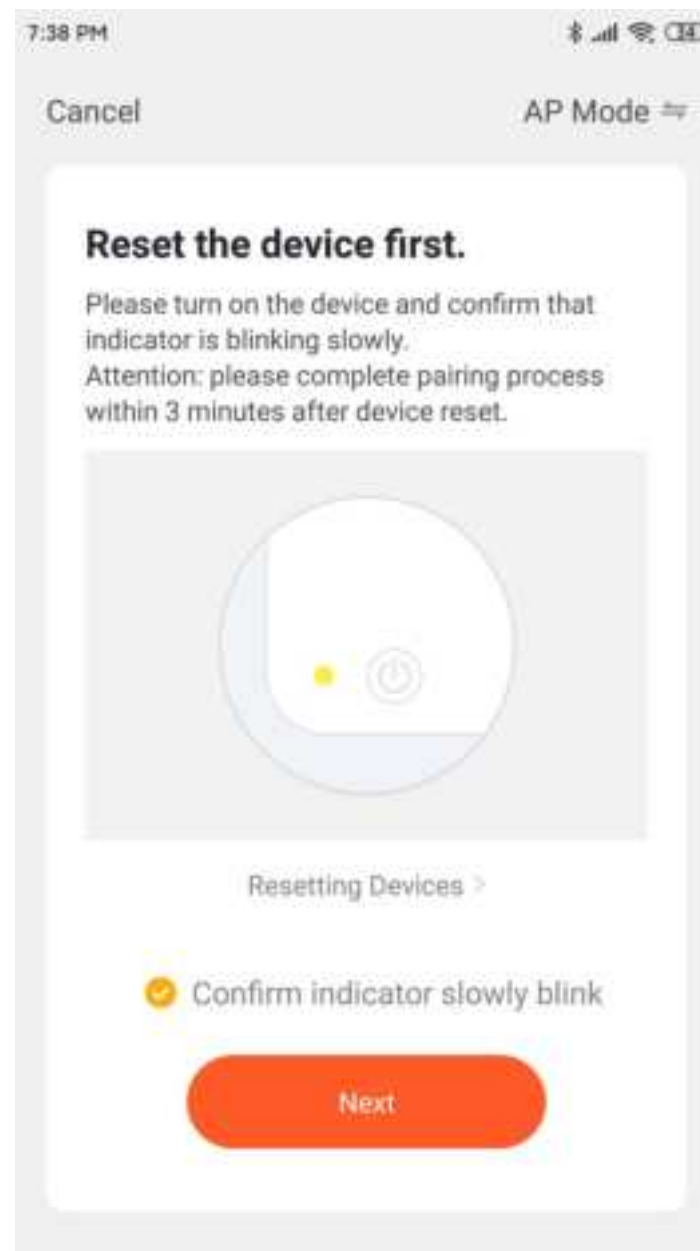 7:38 PM
Cancel
AP Mode
Reset the device first.
Please turn on the device and confirm that
indicator is blinking slowly.
Attention: please complete pairing process
within 3 minutes after device reset.
Resetting Devices >
Confirm indicator slowly blink
Next